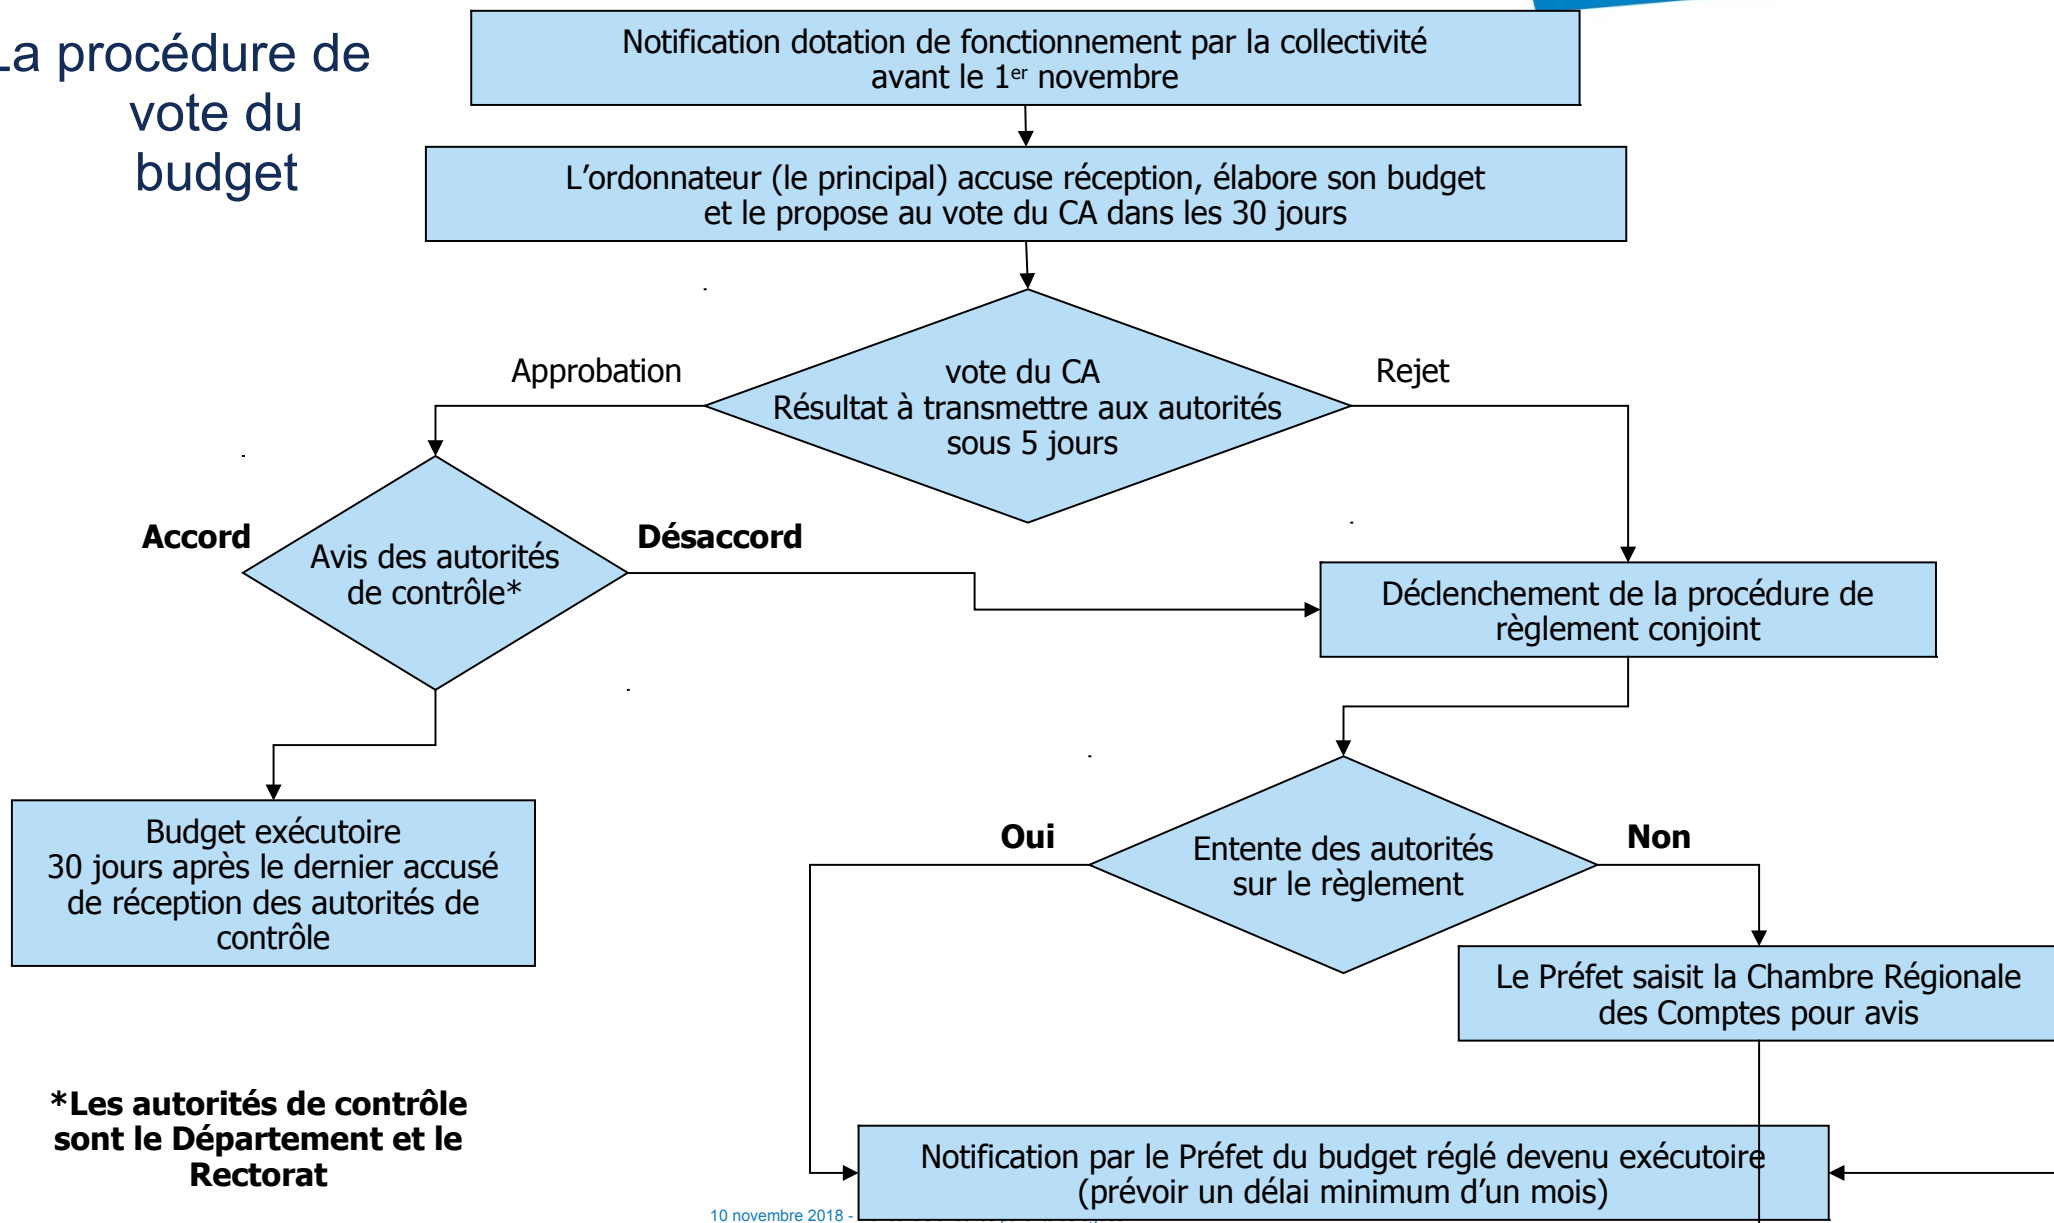 La procédure de
vote du
budget
Notification dotation de fonctionnement par la collectivité
avant le 1er novembre
L’ordonnateur (le principal) accuse réception, élabore son budget
et le propose au vote du CA dans les 30 jours
Approbation
vote du CA
Résultat à transmettre aux autorités
sous 5 jours
Rejet
Accord
Avis des autorités
de contrôle*
Désaccord
Déclenchement de la procédure de
règlement conjoint
Budget exécutoire
30 jours après le dernier accusé
de réception des autorités de
contrôle
Oui
Entente des autorités
sur le règlement
Non
Le Préfet saisit la Chambre Régionale
des Comptes pour avis
*Les autorités de contrôle
sont le Département et le
Rectorat
Notification par le Préfet du budget réglé devenu exécutoire
(prévoir un délai minimum d’un mois)
10 novembre 2018 -